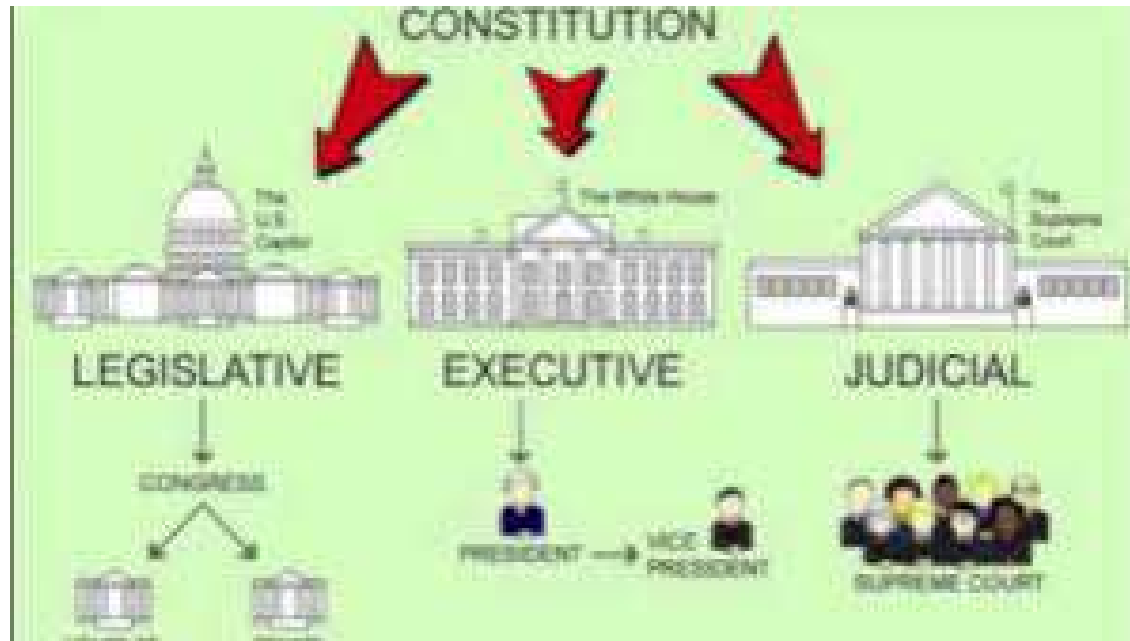 CONSTITUTION
The
U.S.
Capitol
The White House
The
Supreme
Court
LEGISLATIVE
EXECUTIVE
JUDICIAL
CONGRESS
PRESIDENT
VICE
PRESIDENT
SUPREME COURT